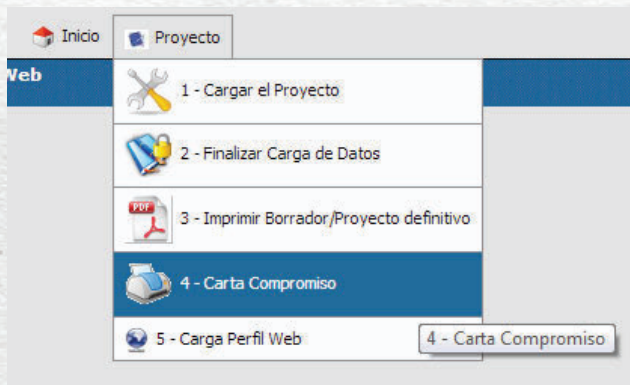 Inicio
Proyecto
Web
1 - Cargar el Proyecto
2 - Finalizar Carga de Datos
PDF
3 - Imprimir Borrador/Proyecto definitivo
4 - Carta Compromiso
5 - Carga Perfil Web
4 - Carta Compromiso